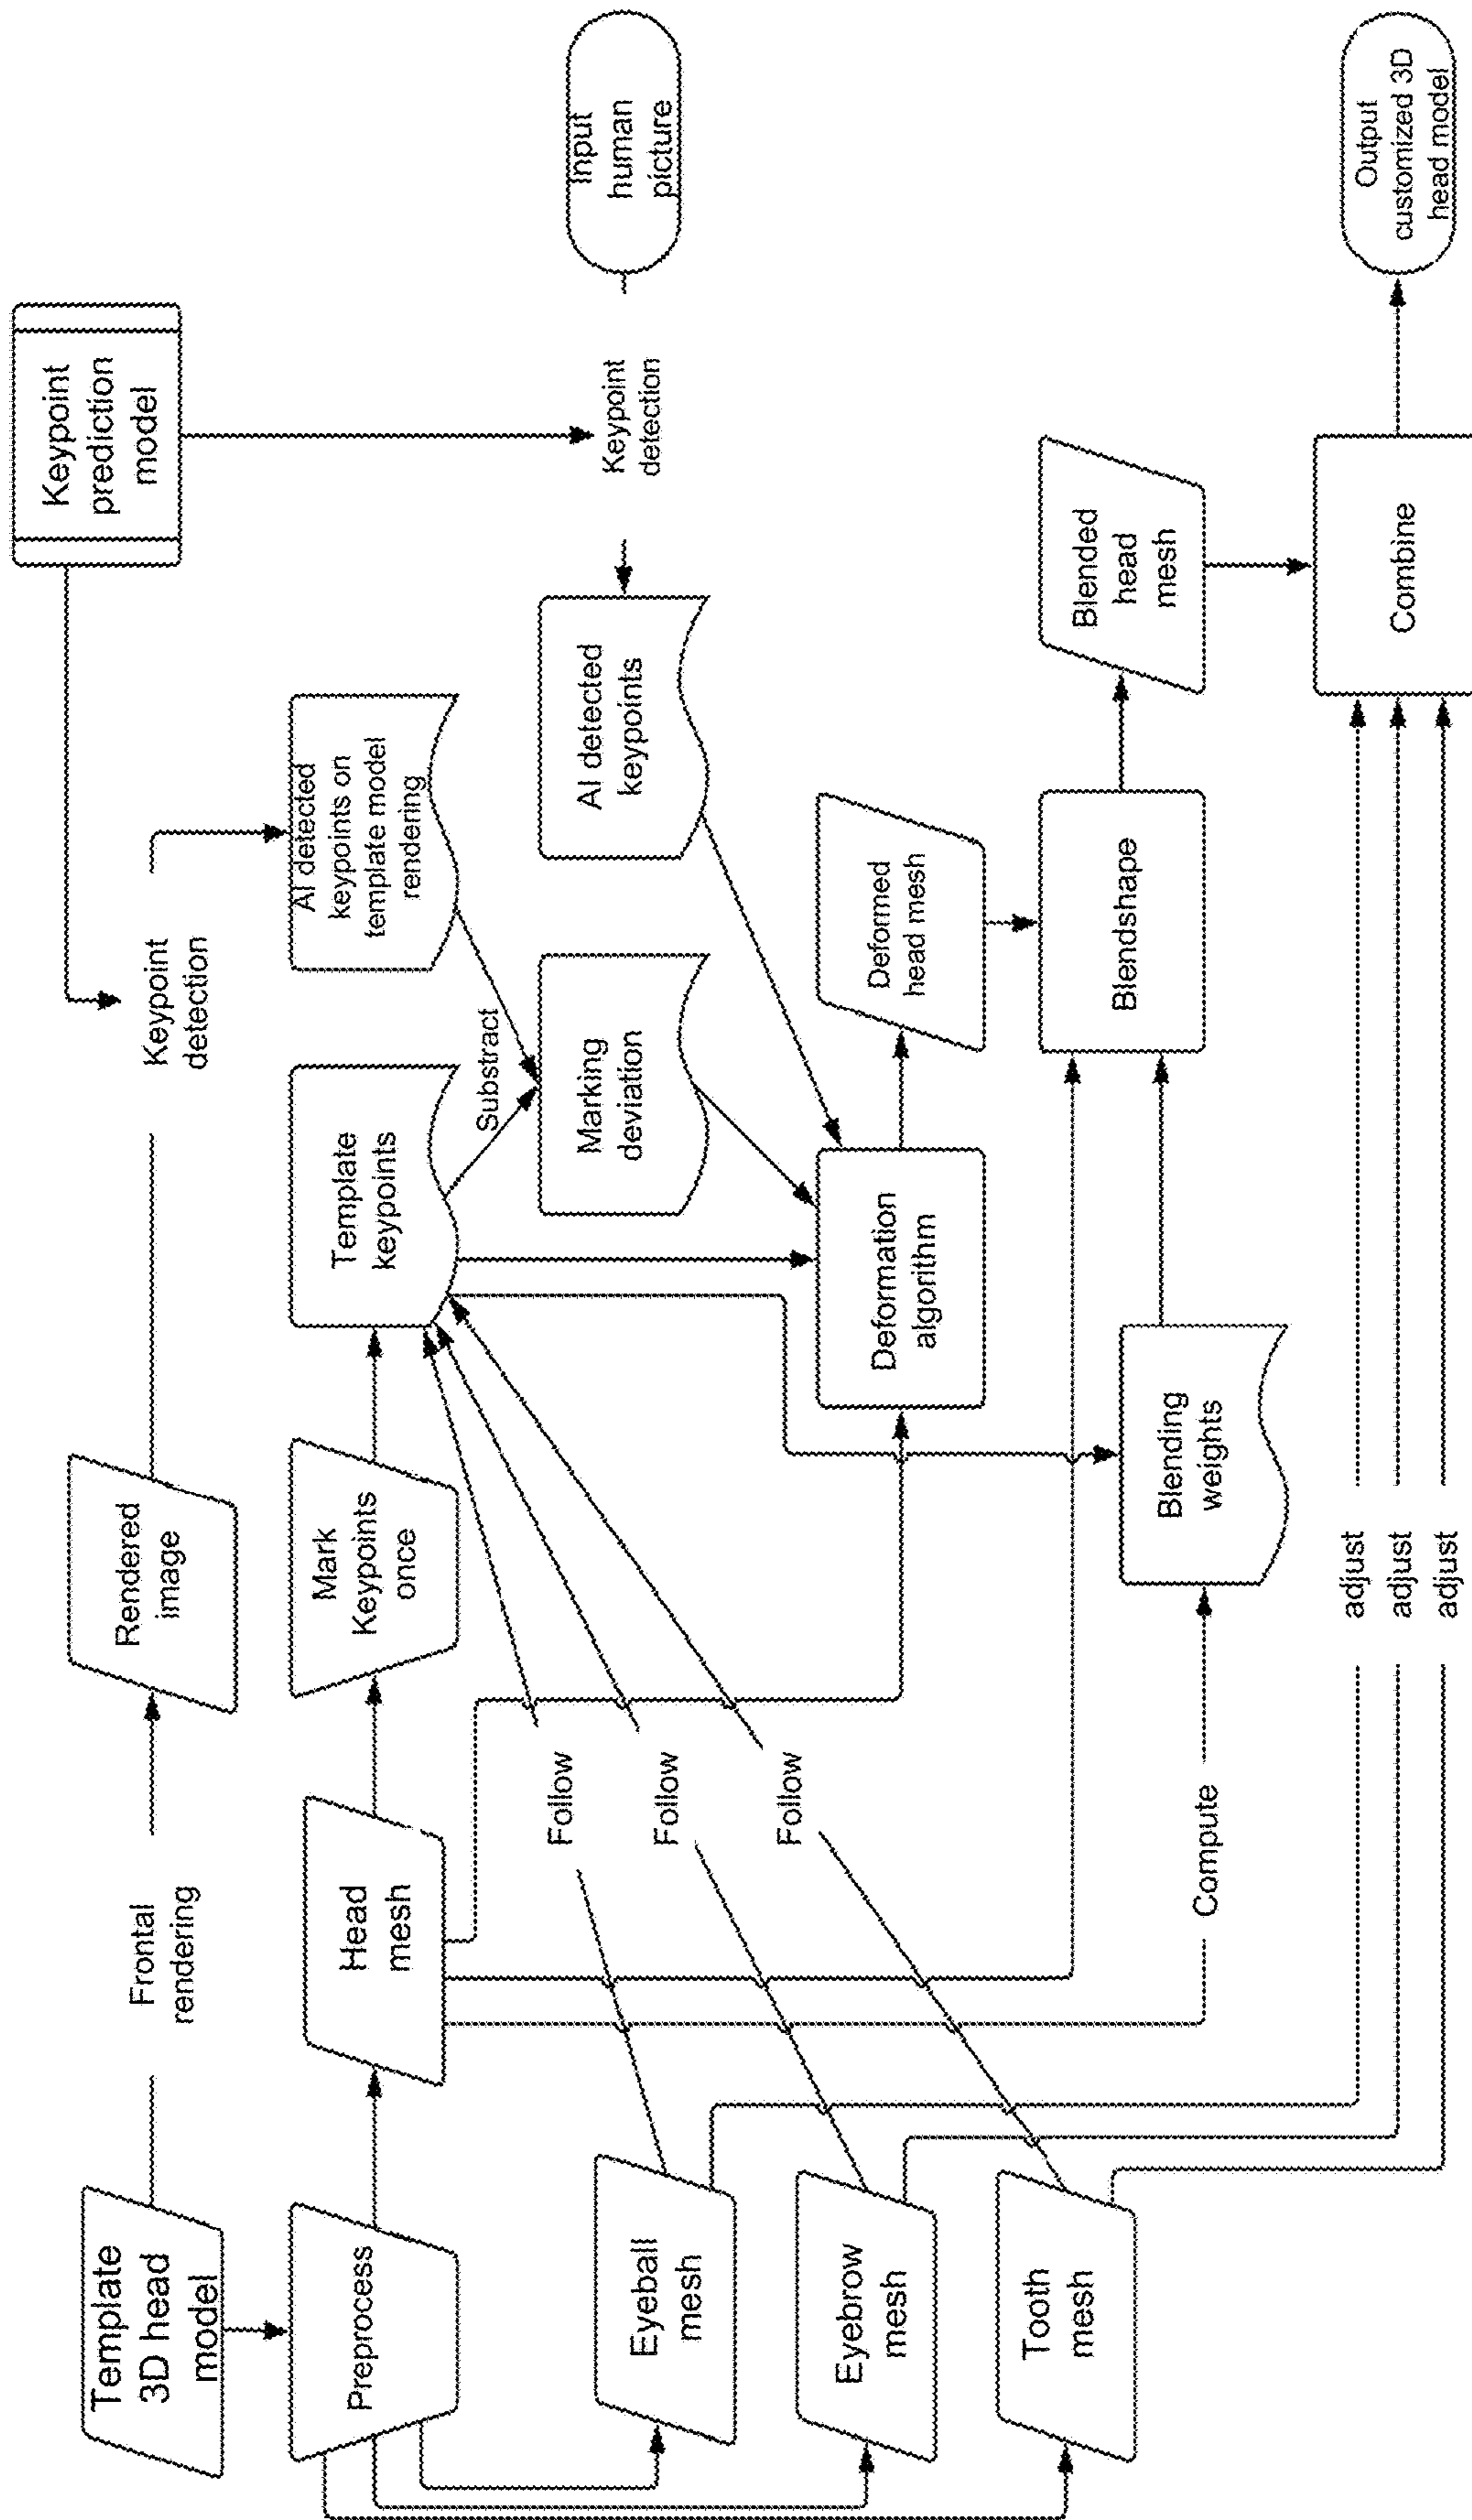 Template
3D head
model
Frontal
rendering
Rendered
image
Keypoint
detection
Keypoint
prediction
model
Preprocess
Head
mesh
Mark
Keypoints
once
Template
keypoints
AI detected
keypoints on
template model
rendering
Substract
Eyeball
mesh
Follow
Marking
deviation
AI detected
keypoints
Keypoint
detection
Input
human
picture
Eyebrow
mesh
Follow
Tooth
mesh
Follow
Deformation
algorithm
Deformed
head mesh
Compute
Blending
weights
Blendshape
Blended
head
mesh
adjust
adjust
adjust
Combine
Output
customized 3D
head model